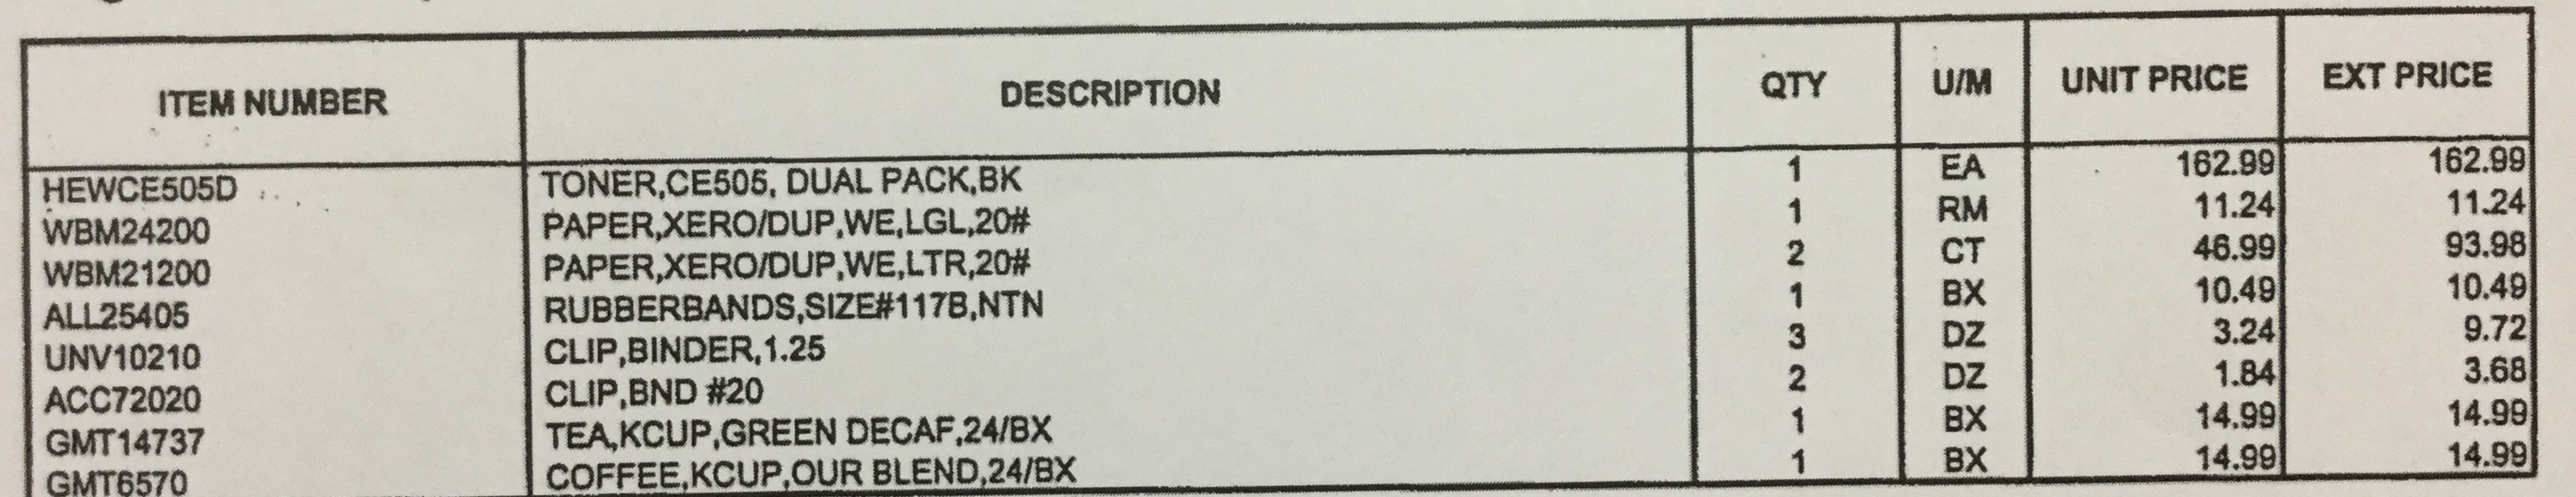 ITEM NUMBER DESCRIPTION QTY U/M UNIT PRICE EXT PRICE
HEWCE505D TONER,CE505, DUAL PACK,BK 1 EA 162.99 162.99
WBM24200 PAPER,XERO/DUP,WE,LGL,20# 1 RM 11.24 11.24
WBM21200 PAPER,XERO/DUP,WE,LTR,20# 2 CT 46.99 93.98
ALL25405 RUBBERBANDS,SIZE#117B,NTN 1 BX 10.49 10.49
UNV10210 CLIP,BINDER,1.25 3 DZ 3.24 9.72
ACC72020 CLIP,BND #20 2 DZ 1.84 3.68
GMT14737 TEA,KCUP,GREEN DECAF,24/BX 1 BX 14.99 14.99
GMT6570 COFFEE,KCUP,OUR BLEND,24/BX 1 BX 14.99 14.99